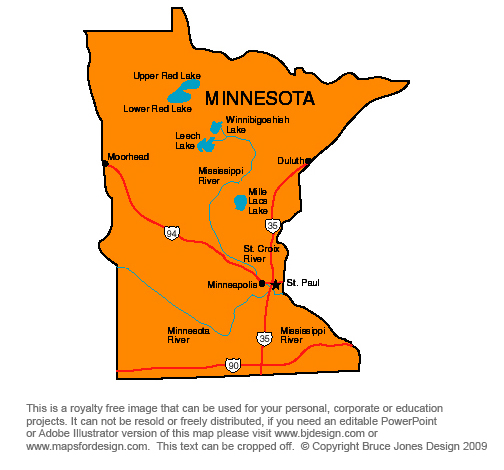 Upper Red Lake
MINNESOTA
Lower Red Lake
Winnibigoshish
Lake
Leech
Lake
Moorhead
Duluth
Mississippi
River
Mille
Lacs
Lake
35
94
St. Croix
River
Minneapolis
St. Paul
Minnesota
River
Mississippi
River
35
90
This is a royalty free image that can be used for your personal, corporate or education
projects. It can not be resold or freely distributed, if you need an editable PowerPoint
or Adobe Illustrator version of this map please visit www.bjdesign.com or
www.mapsfordesign.com. This text can be cropped off. © Copyright Bruce Jones Design 2009